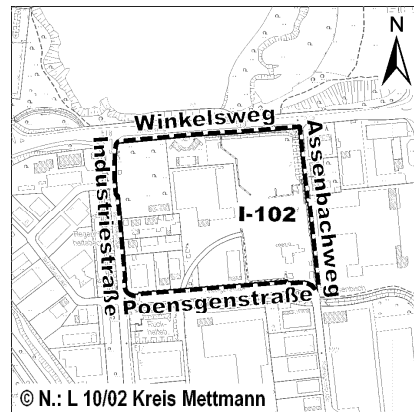 N
Winkelsweg
Industriestraße
Assenbachweg
I-102
Poensgenstraße
© N.: L 10/02 Kreis Mettmann